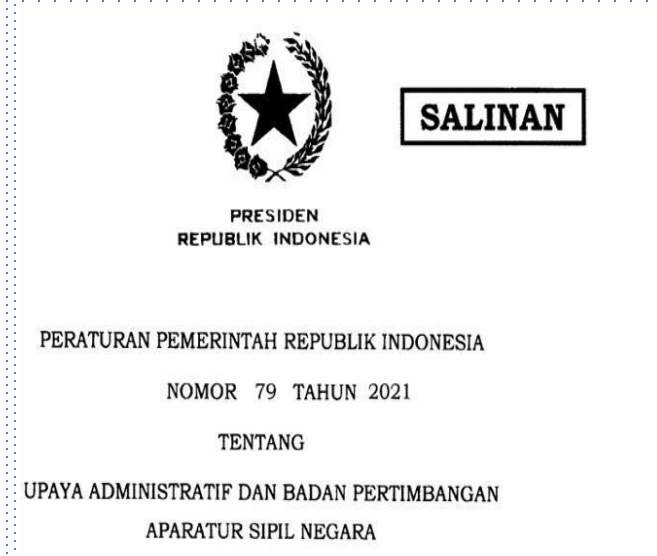 SALINAN
PRESIDEN
REPUBLIK INDONESIA
PERATURAN PEMERINTAH REPUBLIK INDONESIA
NOMOR 79 TAHUN 2021
TENTANG
UPAYA ADMINISTRATIF DAN BADAN PERTIMBANGAN
APARATUR SIPIL NEGARA